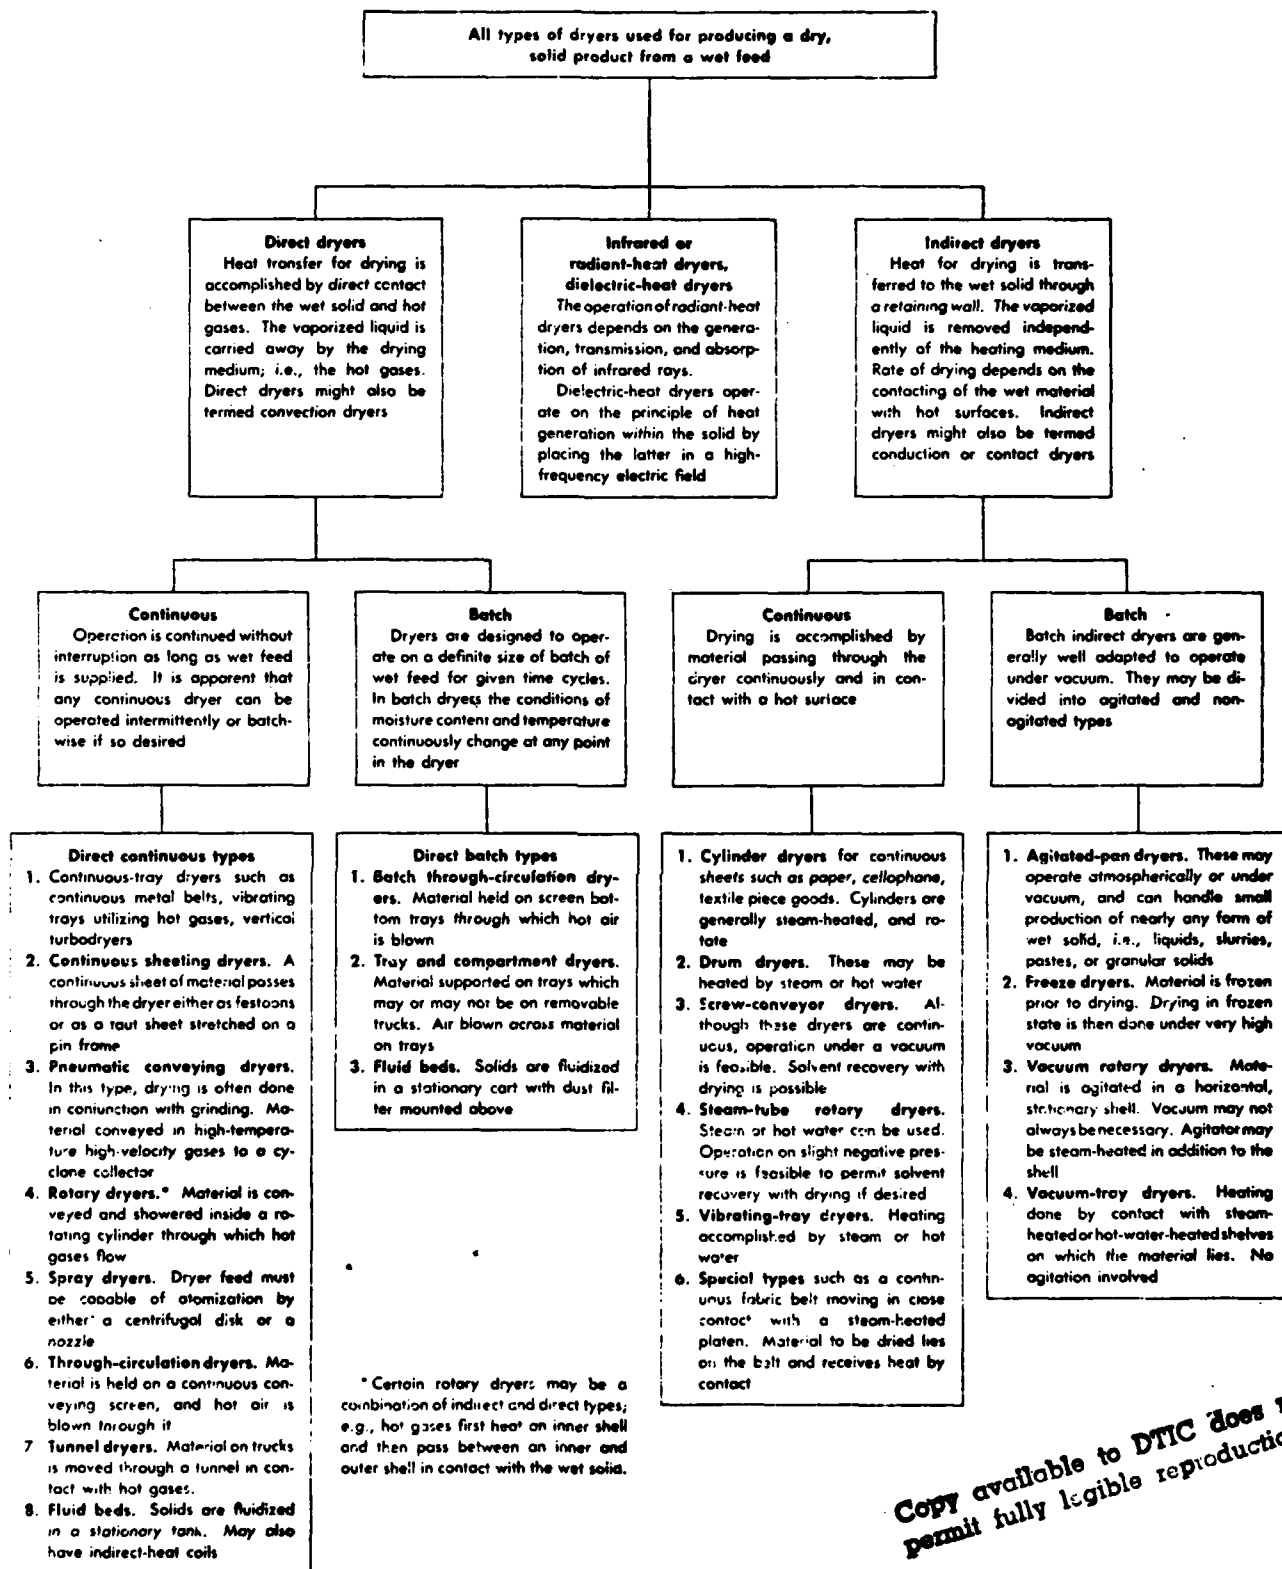 All types of dryers used for producing a dry,
solid product from a wet feed
Direct dryers
Heat transfer for drying is
accomplished by direct contact
between the wet solid and hot
gases. The vaporized liquid is
carried away by the drying
medium; i.e., the hot gases.
Direct dryers might also be
termed convection dryers
Infrared or
radiant-heat dryers,
dielectric-heat dryers
The operation of radiant-heat
dryers depends on the genera-
tion, transmission, and absorp-
tion of infrared rays.
Dielectric-heat dryers oper-
ate on the principle of heat
generation within the solid by
placing the latter in a high-
frequency electric field
Indirect dryers
Heat for drying is trans-
ferred to the wet solid through
a retaining wall. The vaporized
liquid is removed independ-
ently of the heating medium.
Rate of drying depends on the
contacting of the wet material
with hot surfaces. Indirect
dryers might also be termed
conduction or contact dryers
Continuous
Operation is continued without
interruption as long as wet feed
is supplied. It is apparent that
any continuous dryer can be
operated intermittently or batch-
wise if so desired
Batch
Dryers are designed to oper-
ate on a definite size of batch of
wet feed for given time cycles.
In batch dryers the conditions of
moisture content and temperature
continuously change at any point
in the dryer
Continuous
Drying is accomplished by
material passing through the
dryer continuously and in con-
tact with a hot surface
Batch
Batch indirect dryers are gen-
erally well adapted to operate
under vacuum. They may be di-
vided into agitated and non-
agitated types
Direct continuous types
1. Continuous-tray dryers such as
continuous metal belts, vibrating
trays utilizing hot gases, vertical
turbodryers
2. Continuous sheeting dryers. A
continuous sheet of material passes
through the dryer either as festoons
or as a taut sheet stretched on a
pin frame
3. Pneumatic conveying dryers.
In this type, drying is often done
in conjunction with grinding. Ma-
terial conveyed in high-tempera-
ture high-velocity gases to a cy-
clone collector
4. Rotary dryers.* Material is con-
veyed and showered inside a ro-
tating cylinder through which hot
gases flow
5. Spray dryers. Dryer feed must
be capable of atomization by
either a centrifugal disk or a
nozzle
6. Through-circulation dryers. Ma-
terial is held on a continuous con-
veying screen, and hot air is
blown through it
7 Tunnel dryers. Material on trucks
is moved through a tunnel in con-
tact with hot gases.
8. Fluid beds. Solids are fluidized
in a stationary tank. May also
have indirect-heat coils
Direct batch types
1. Batch through-circulation dry-
ers. Material held on screen bot-
tom trays through which hot air
is blown
2. Tray and compartment dryers.
Material supported on trays which
may or may not be on removable
trucks. Air blown across material
on trays
3. Fluid beds. Solids are fluidized
in a stationary cart with dust fil-
ter mounted above
* Certain rotary dryers may be a
combination of indirect and direct types;
e.g., hot gases first heat an inner shell
and then pass between an inner and
outer shell in contact with the wet solid.
1. Cylinder dryers for continuous
sheets such as paper, cellophane,
textile piece goods. Cylinders are
generally steam-heated, and ro-
tate
2. Drum dryers. These may be
heated by steam or hot water
3. Screw-conveyor dryers. Al-
though these dryers are contin-
uous, operation under a vacuum
is feasible. Solvent recovery with
drying is possible
4. Steam-tube rotary dryers.
Steam or hot water can be used.
Operation on slight negative pres-
sure is feasible to permit solvent
recovery with drying if desired
5. Vibrating-tray dryers. Heating
accomplished by steam or hot
water
6. Special types such as a contin-
uous fabric belt moving in close
contact with a steam-heated
platen. Material to be dried lies
on the belt and receives heat by
contact
1. Agitated-pan dryers. These may
operate atmospherically or under
vacuum, and can handle small
production of nearly any form of
wet solid, i.e., liquids, slurries,
pastes, or granular solids
2. Freeze dryers. Material is frozen
prior to drying. Drying in frozen
state is then done under very high
vacuum
3. Vacuum rotary dryers. Mate-
rial is agitated in a horizontal,
stationary shell. Vacuum may not
always be necessary. Agitator may
be steam-heated in addition to the
shell
4. Vacuum-tray dryers. Heating
done by contact with steam-
heated or hot-water-heated shelves
on which the material lies. No
agitation involved
Copy available to DTIC does
permit fully legible reproduction